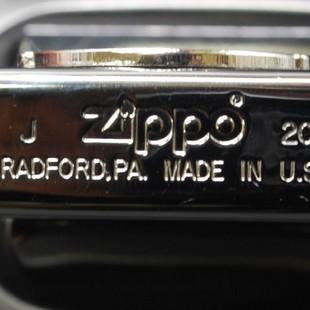 J Zippo® 20
RADFORD,PA. MADE IN U.S